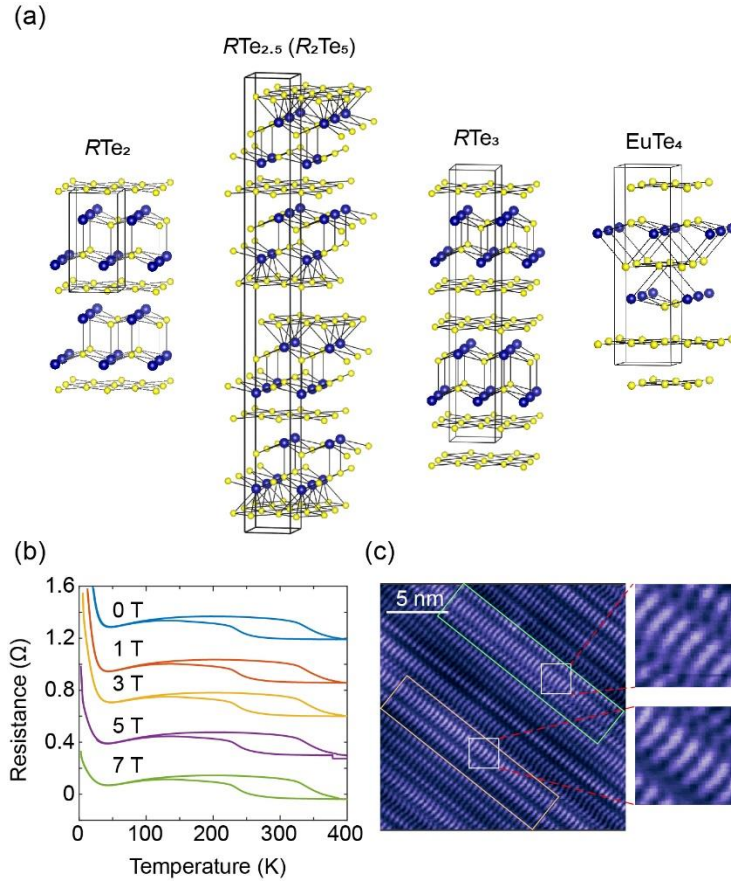 (a)
RTe₂.₅ (R₂Te₅)
RTe₂
RTe₃
EuTe₄
(b)
(c)
1.6
1.2
0.8
0.4
0
0 T
1 T
3 T
5 T
7 T
Resistance (Ω)
0 100 200 300 400
Temperature (K)
5 nm